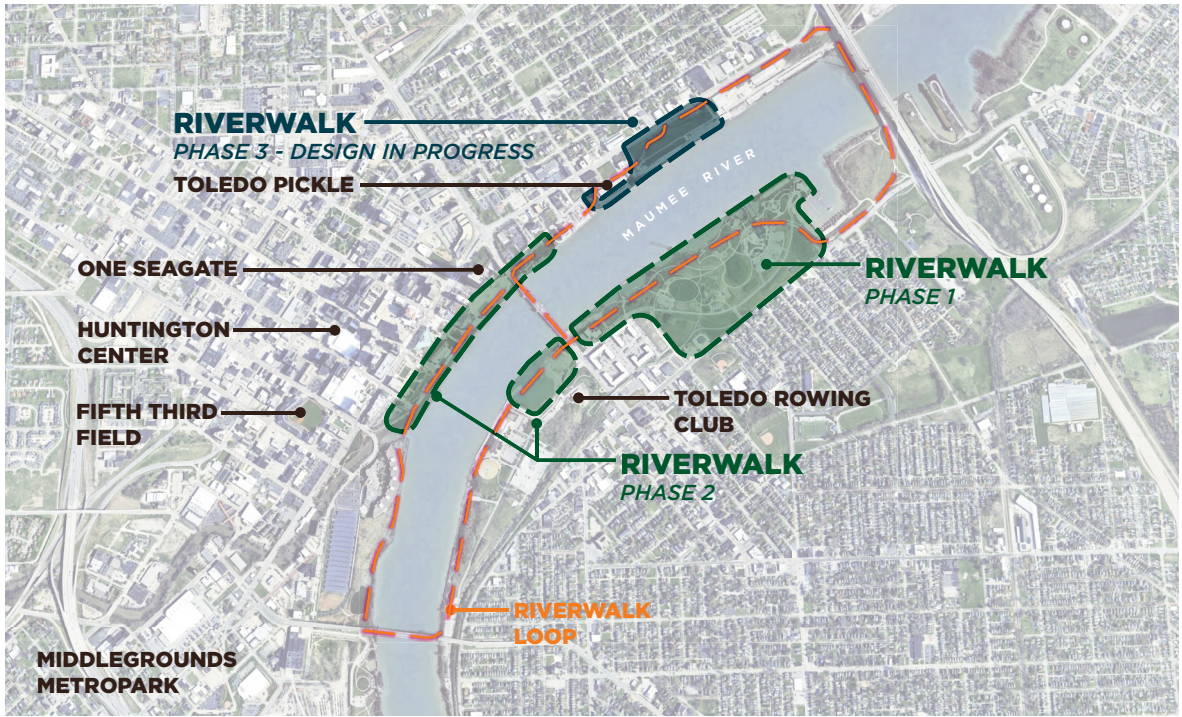 RIVERWALK
PHASE 3 - DESIGN IN PROGRESS
TOLEDO PICKLE
MAUMEE RIVER
ONE SEAGATE
RIVERWALK
PHASE 1
HUNTINGTON
CENTER
FIFTH THIRD
FIELD
TOLEDO ROWING
CLUB
RIVERWALK
PHASE 2
RIVERWALK
LOOP
MIDDLEGROUNDS
METROPARK